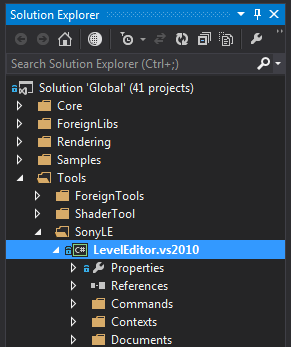 Solution Explorer
Search Solution Explorer (Ctrl+;)
Solution 'Global' (41 projects)
Core
ForeignLibs
Rendering
Samples
Tools
ForeignTools
ShaderTool
SonyLE
C# LevelEditor.vs2010
Properties
References
Commands
Contexts
Documents